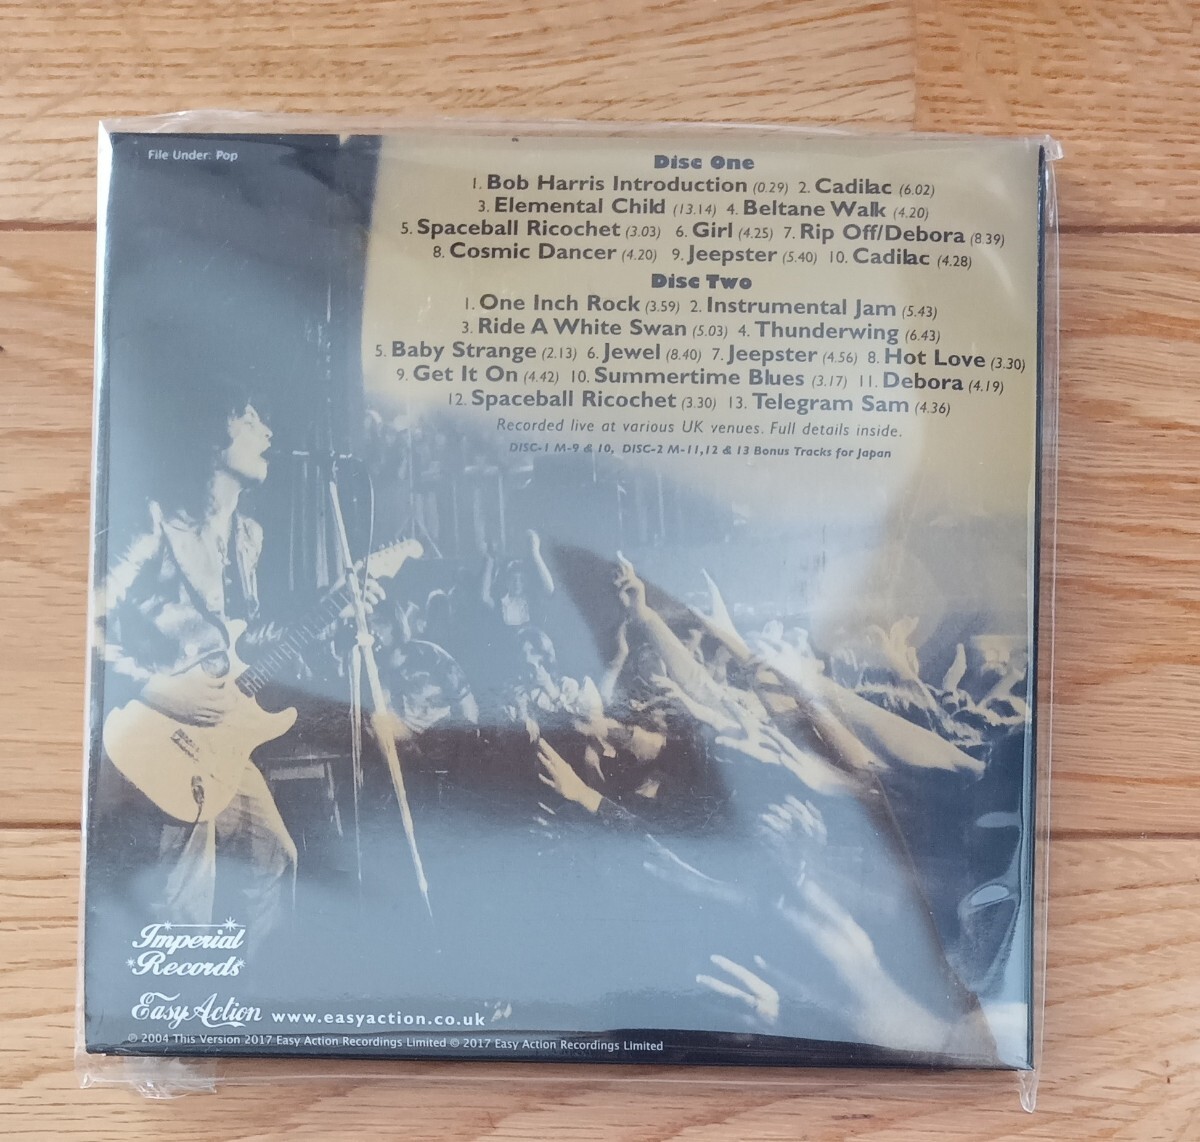 File Under: Pop
Disc One
1. Bob Harris Introduction (0.29) 2. Cadilac (6.02)
3. Elemental Child (13.14) 4. Beltane Walk (4.20)
5. Spaceball Ricochet (3.03) 6. Girl (4.25) 7. Rip Off/Debora (8.39)
8. Cosmic Dancer (4.20) 9. Jeepster (5.40) 10. Cadilac (4.28)
Disc Two
1. One Inch Rock (3.59) 2. Instrumental Jam (5.43)
3. Ride A White Swan (5.03) 4. Thunderwing (6.43)
5. Baby Strange (2.13) 6. Jewel (8.40) 7. Jeepster (4.56) 8. Hot Love (3.30)
9. Get It On (4.42) 10. Summertime Blues (3.17) 11. Debora (4.19)
12. Spaceball Ricochet (3.30) 13. Telegram Sam (4.36)
Recorded live at various UK venues. Full details inside.
DISC-1 M-9 & 10, DISC-2 M-11,12 & 13 Bonus Tracks for Japan
Imperial
Records
Easy Action www.easyaction.co.uk
℗ 2004 This Version 2017 Easy Action Recordings Limited © 2017 Easy Action Recordings Limited